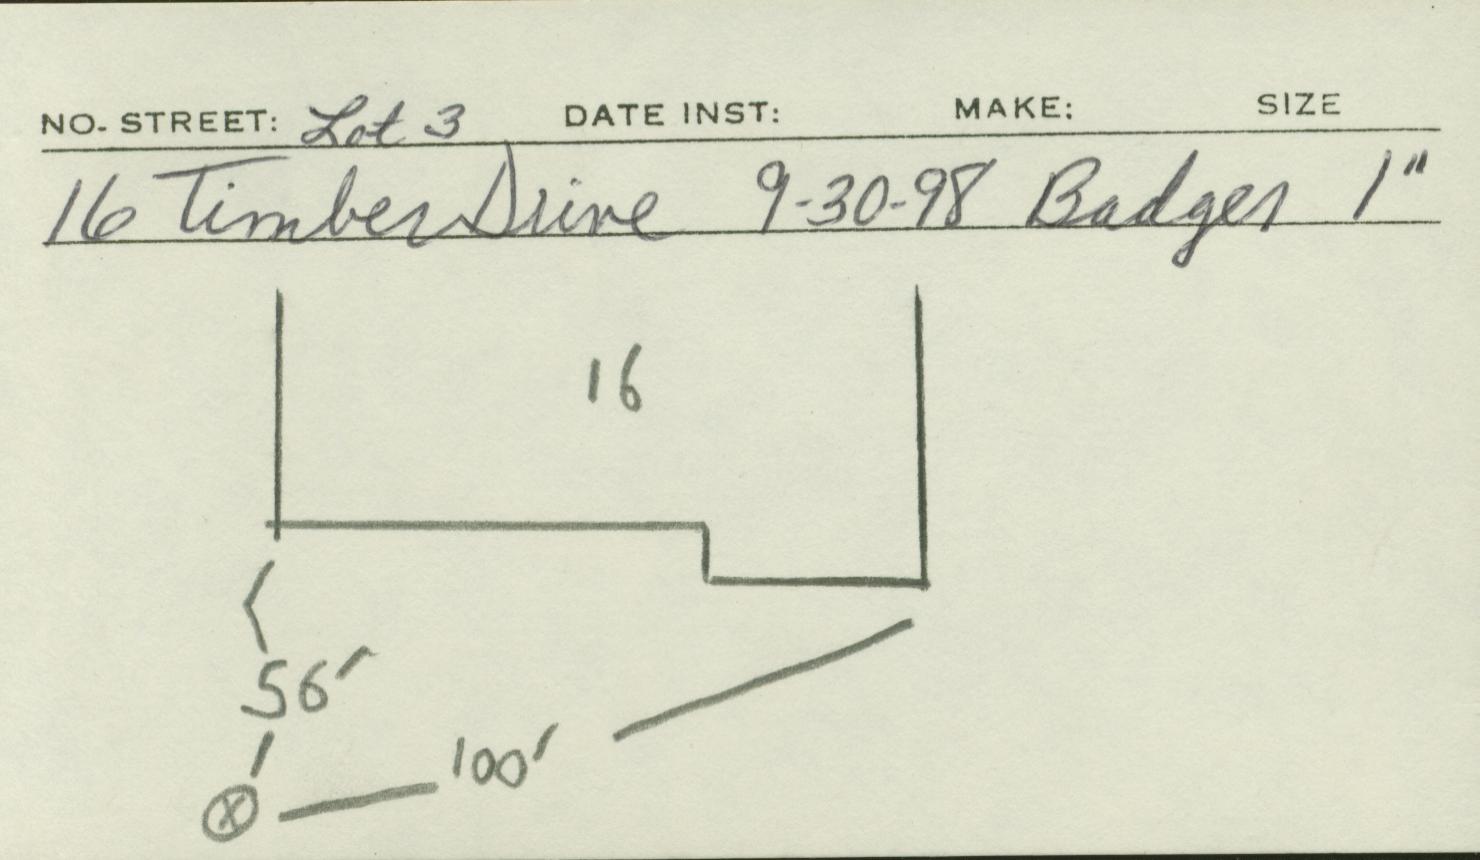 NO. STREET: Lot 3 DATE INST: MAKE: SIZE
16 Timber Drive 9-30-98 Badger 1"
16
56'
100'
X